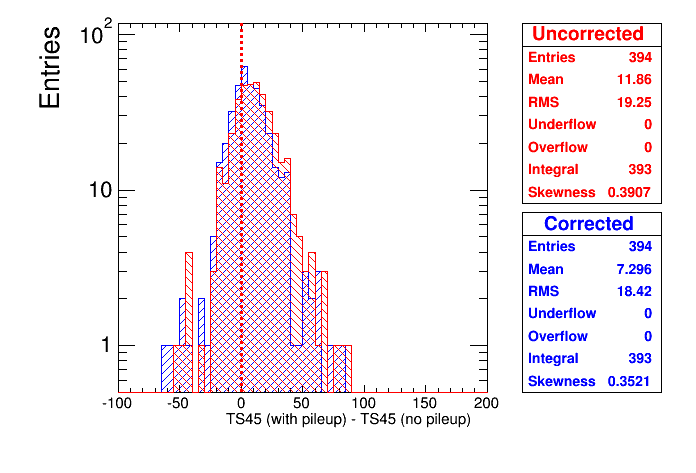 Entries
10²
10
1
-100 -50 0 50 100 150 200
TS45 (with pileup) - TS45 (no pileup)
Uncorrected
Entries 394
Mean 11.86
RMS 19.25
Underflow 0
Overflow 0
Integral 393
Skewness 0.3907
Corrected
Entries 394
Mean 7.296
RMS 18.42
Underflow 0
Overflow 0
Integral 393
Skewness 0.3521